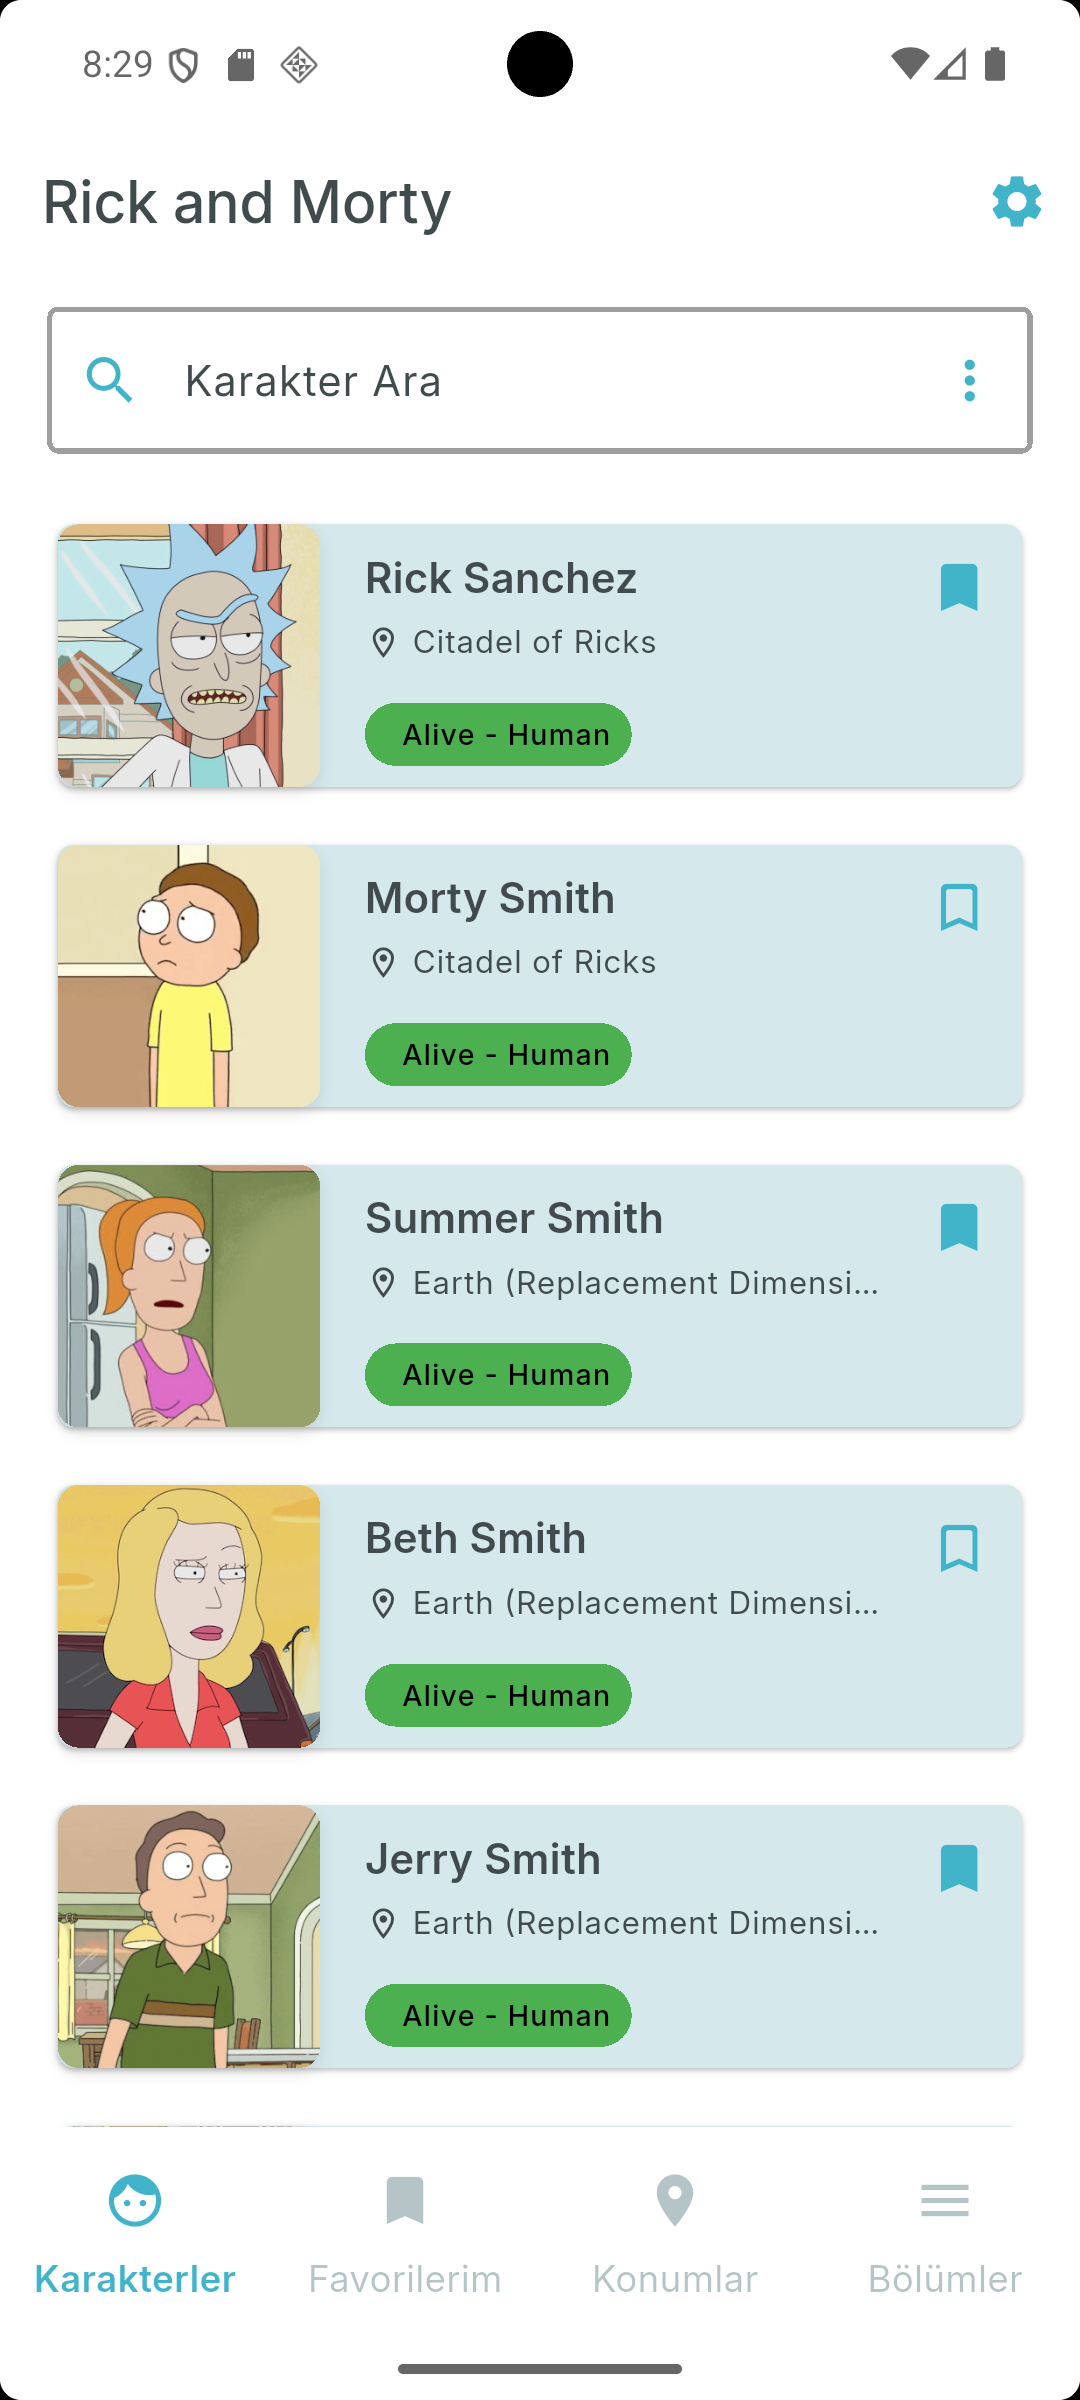 8:29
Rick and Morty
Karakter Ara
Rick Sanchez
Citadel of Ricks
Alive - Human
Morty Smith
Citadel of Ricks
Alive - Human
Summer Smith
Earth (Replacement Dimensi...
Alive - Human
Beth Smith
Earth (Replacement Dimensi...
Alive - Human
Jerry Smith
Earth (Replacement Dimensi...
Alive - Human
Karakterler
Favorilerim
Konumlar
Bölümler